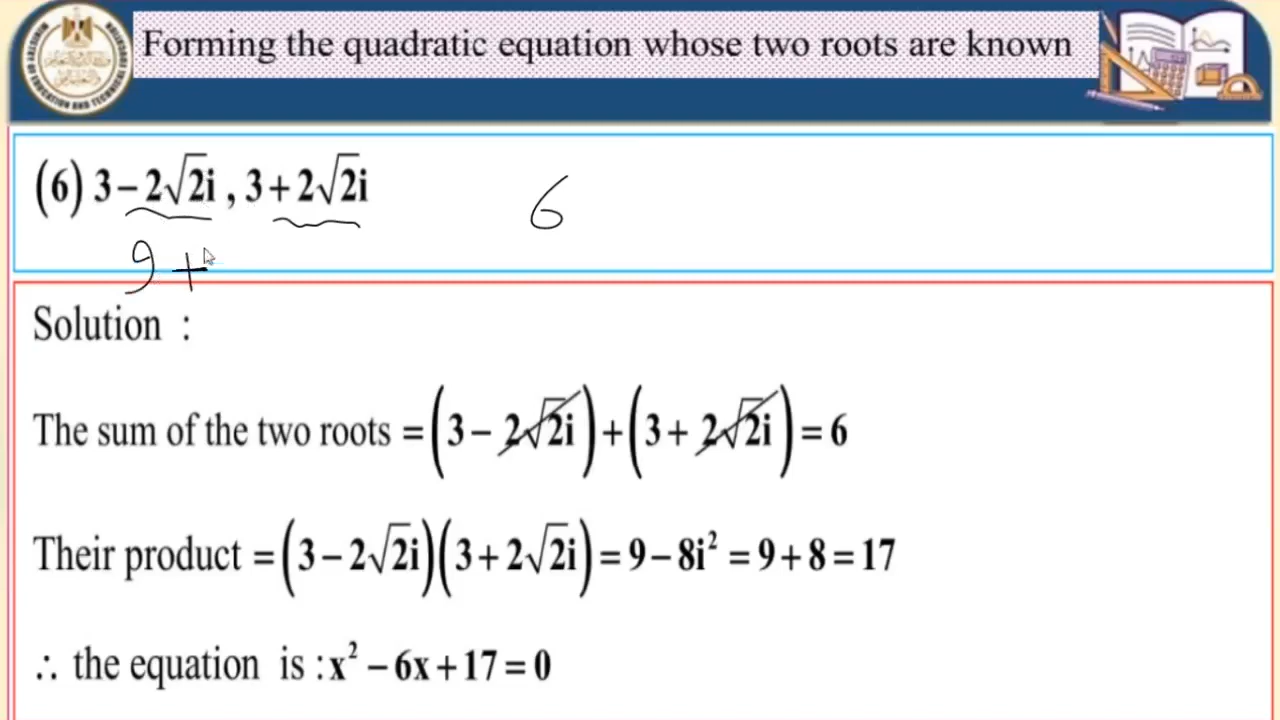 Forming the quadratic equation whose two roots are known
(6) 3 − 2√2i , 3 + 2√2i
6
9 +
Solution :
The sum of the two roots = (3 − 2√2i) + (3 + 2√2i) = 6
Their product = (3 − 2√2i)(3 + 2√2i) = 9 − 8i² = 9 + 8 = 17
∴ the equation is : x² − 6x + 17 = 0